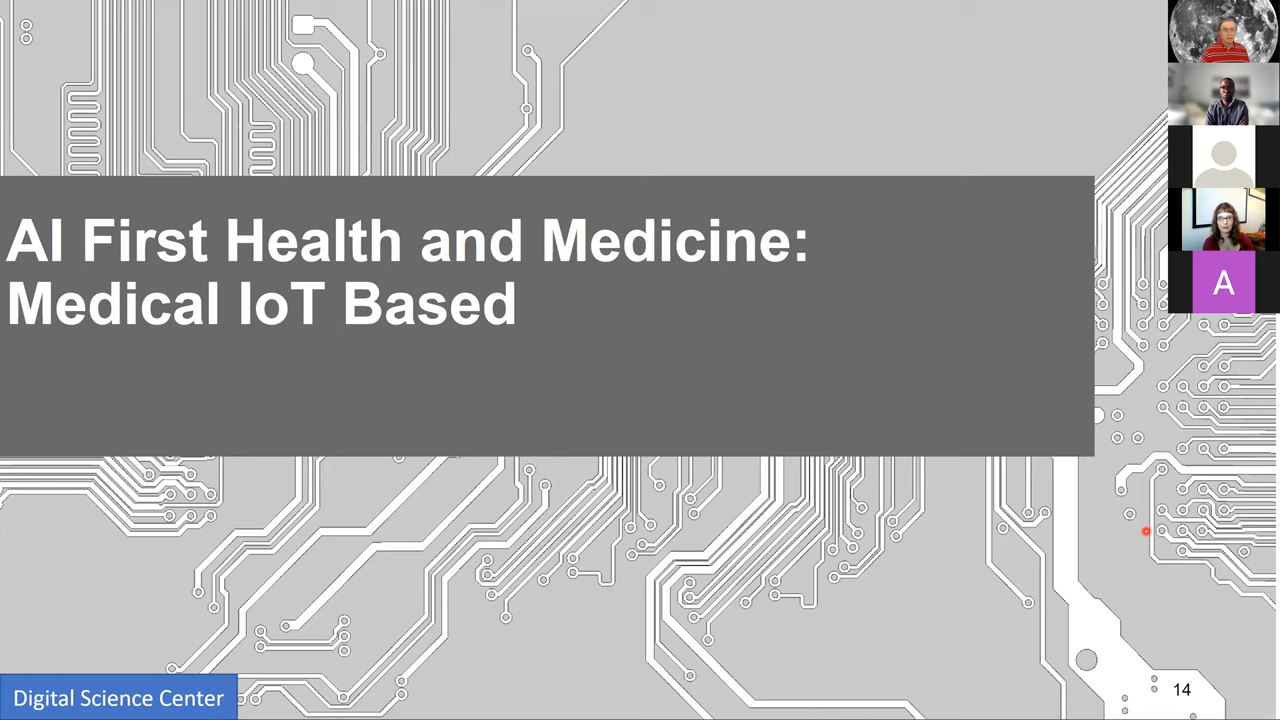 AI First Health and Medicine:
Medical IoT Based
A
Digital Science Center
14